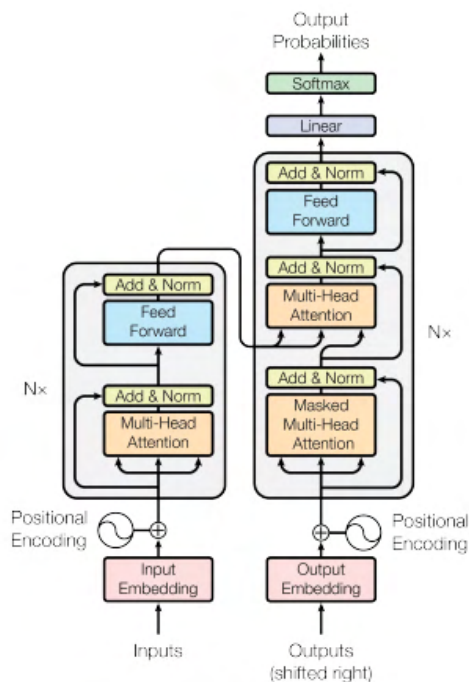 Output
Probabilities
Softmax
Linear
Add & Norm
Feed
Forward
Add & Norm
Multi-Head
Attention
Nx
Add & Norm
Masked
Multi-Head
Attention
Add & Norm
Feed
Forward
Nx
Add & Norm
Multi-Head
Attention
Positional
Encoding
Positional
Encoding
Input
Embedding
Output
Embedding
Inputs
Outputs
(shifted right)